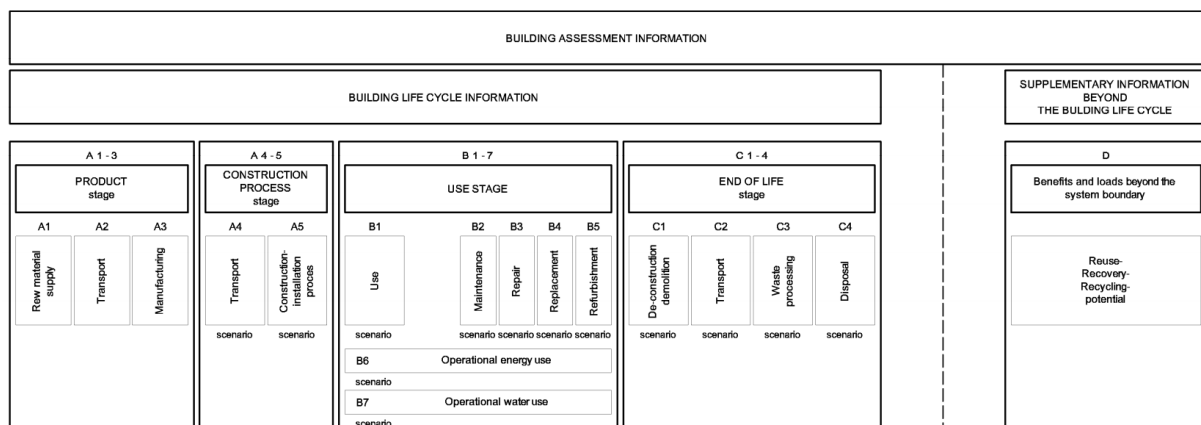 BUILDING ASSESSMENT INFORMATION
BUILDING LIFE CYCLE INFORMATION
SUPPLEMENTARY INFORMATION
BEYOND
THE BULDING LIFE CYCLE
A 1 - 3
PRODUCT
stage
A1
A2
A3
Rew material
supply
Transport
Manufacturing
A 4 - 5
CONSTRUCTION
PROCESS
stage
A4
A5
Transport
Construction-
installation
proces
scenario
scenario
B 1 - 7
USE STAGE
B1
B2
B3
B4
B5
Use
Maintenance
Repair
Replacement
Refurbishment
scenario
scenario
scenario
scenario
scenario
B6
Operational energy use
scenario
B7
Operational water use
scenario
C 1 - 4
END OF LIFE
stage
C1
C2
C3
C4
De-construction
demolition
Transport
Waste
processing
Disposal
scenario
scenario
scenario
scenario
D
Benefits and loads beyond the
system boundary
Reuse-
Recovery-
Recycling-
potential